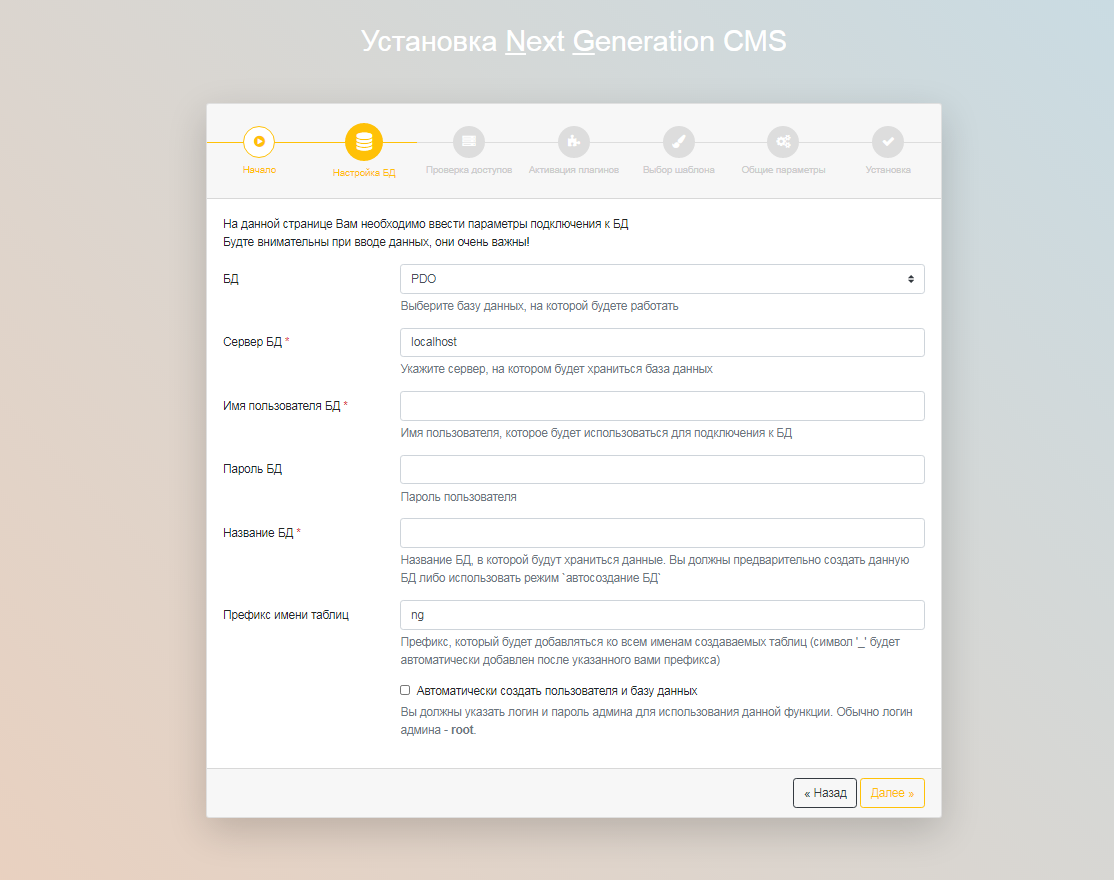 Установка Next Generation CMS
Начало
Настройка БД
Проверка доступов
Активация плагинов
Выбор шаблона
Общие параметры
Установка
На данной странице Вам необходимо ввести параметры подключения к БД
Будте внимательны при вводе данных, они очень важны!
БД
PDO
Выберите базу данных, на которой будете работать
Сервер БД *
localhost
Укажите сервер, на котором будет храниться база данных
Имя пользователя БД *
Имя пользователя, которое будет использоваться для подключения к БД
Пароль БД
Пароль пользователя
Название БД *
Название БД, в которой будут храниться данные. Вы должны предварительно создать данную
БД либо использовать режим `автосоздание БД`
Префикс имени таблиц
ng
Префикс, который будет добавляться ко всем именам создаваемых таблиц (символ '_' будет
автоматически добавлен после указанного вами префикса)
Автоматически создать пользователя и базу данных
Вы должны указать логин и пароль админа для использования данной функции. Обычно логин
админа - root.
« Назад
Далее »